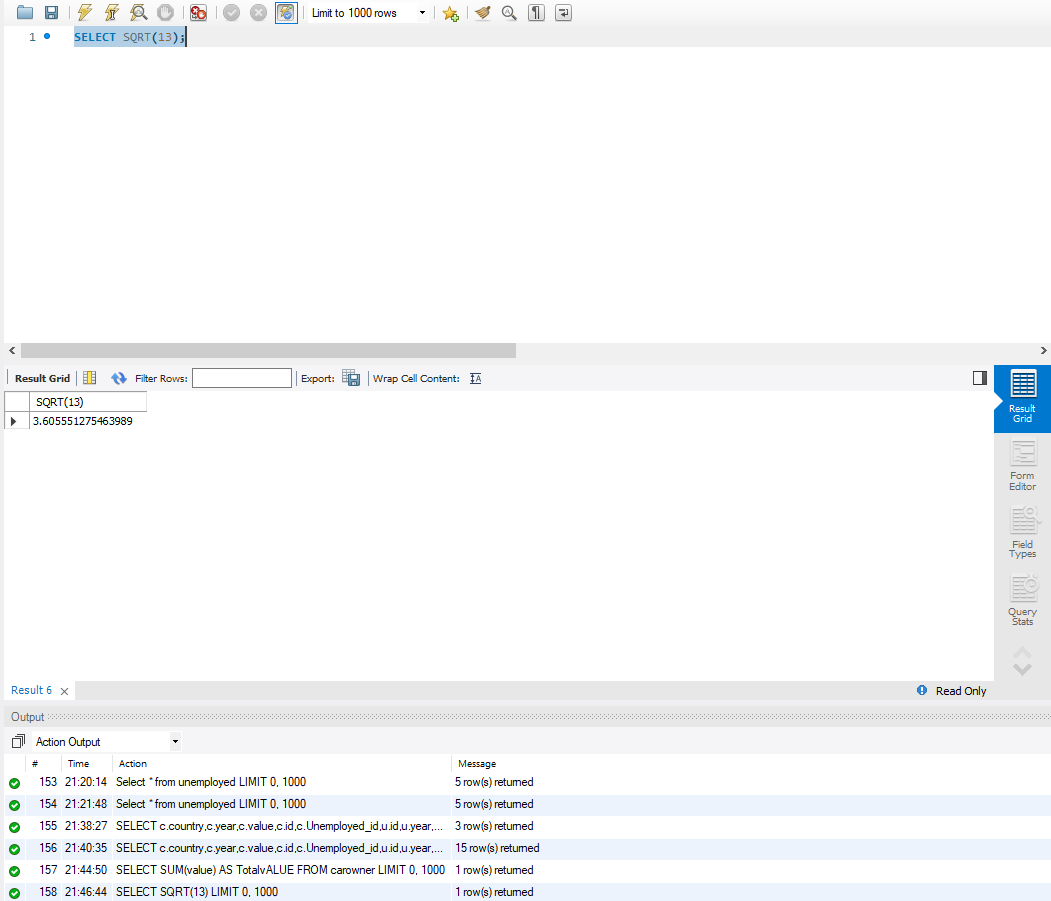 Limit to 1000 rows
1 SELECT SQRT(13);
Result Grid Filter Rows: Export: Wrap Cell Content:
SQRT(13)
3.605551275463989
Result
Grid
Form
Editor
Field
Types
Query
Stats
Result 6 Read Only
Output
Action Output
# Time Action Message
153 21:20:14 Select * from unemployed LIMIT 0, 1000 5 row(s) returned
154 21:21:48 Select * from unemployed LIMIT 0, 1000 5 row(s) returned
155 21:38:27 SELECT c.country,c.year,c.value,c.id,c.Unemployed_id,u.id,u.year,... 3 row(s) returned
156 21:40:35 SELECT c.country,c.year,c.value,c.id,c.Unemployed_id,u.id,u.year,... 15 row(s) returned
157 21:44:50 SELECT SUM(value) AS TotalvALUE FROM carowner LIMIT 0, 1000 1 row(s) returned
158 21:46:44 SELECT SQRT(13) LIMIT 0, 1000 1 row(s) returned